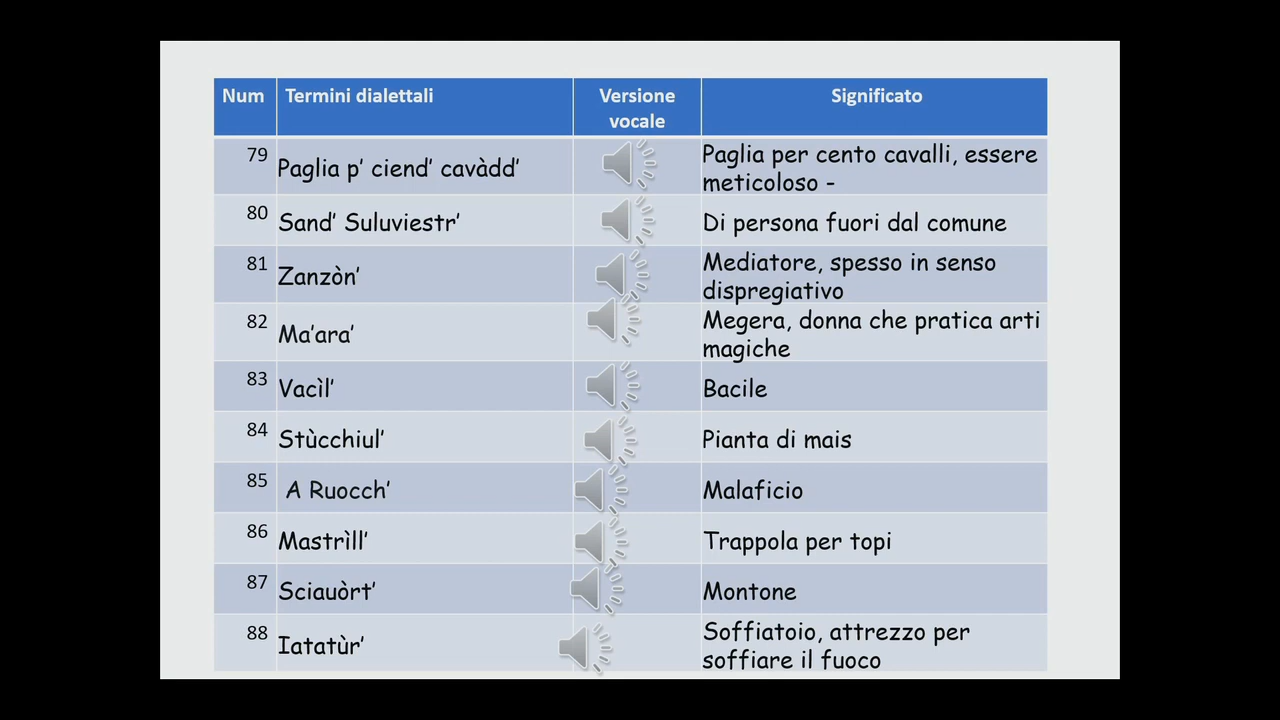 Num Termini dialettali Versione vocale Significato
79 Paglia p' ciend' cavàdd' Paglia per cento cavalli, essere meticoloso -
80 Sand' Suluviestr' Di persona fuori dal comune
81 Zanzòn' Mediatore, spesso in senso dispregiativo
82 Ma'ara' Megera, donna che pratica arti magiche
83 Vacìl' Bacile
84 Stùcchiul' Pianta di mais
85 A Ruocch' Malaficio
86 Mastrìll' Trappola per topi
87 Sciauòrt' Montone
88 Iatatùr' Soffiatoio, attrezzo per soffiare il fuoco